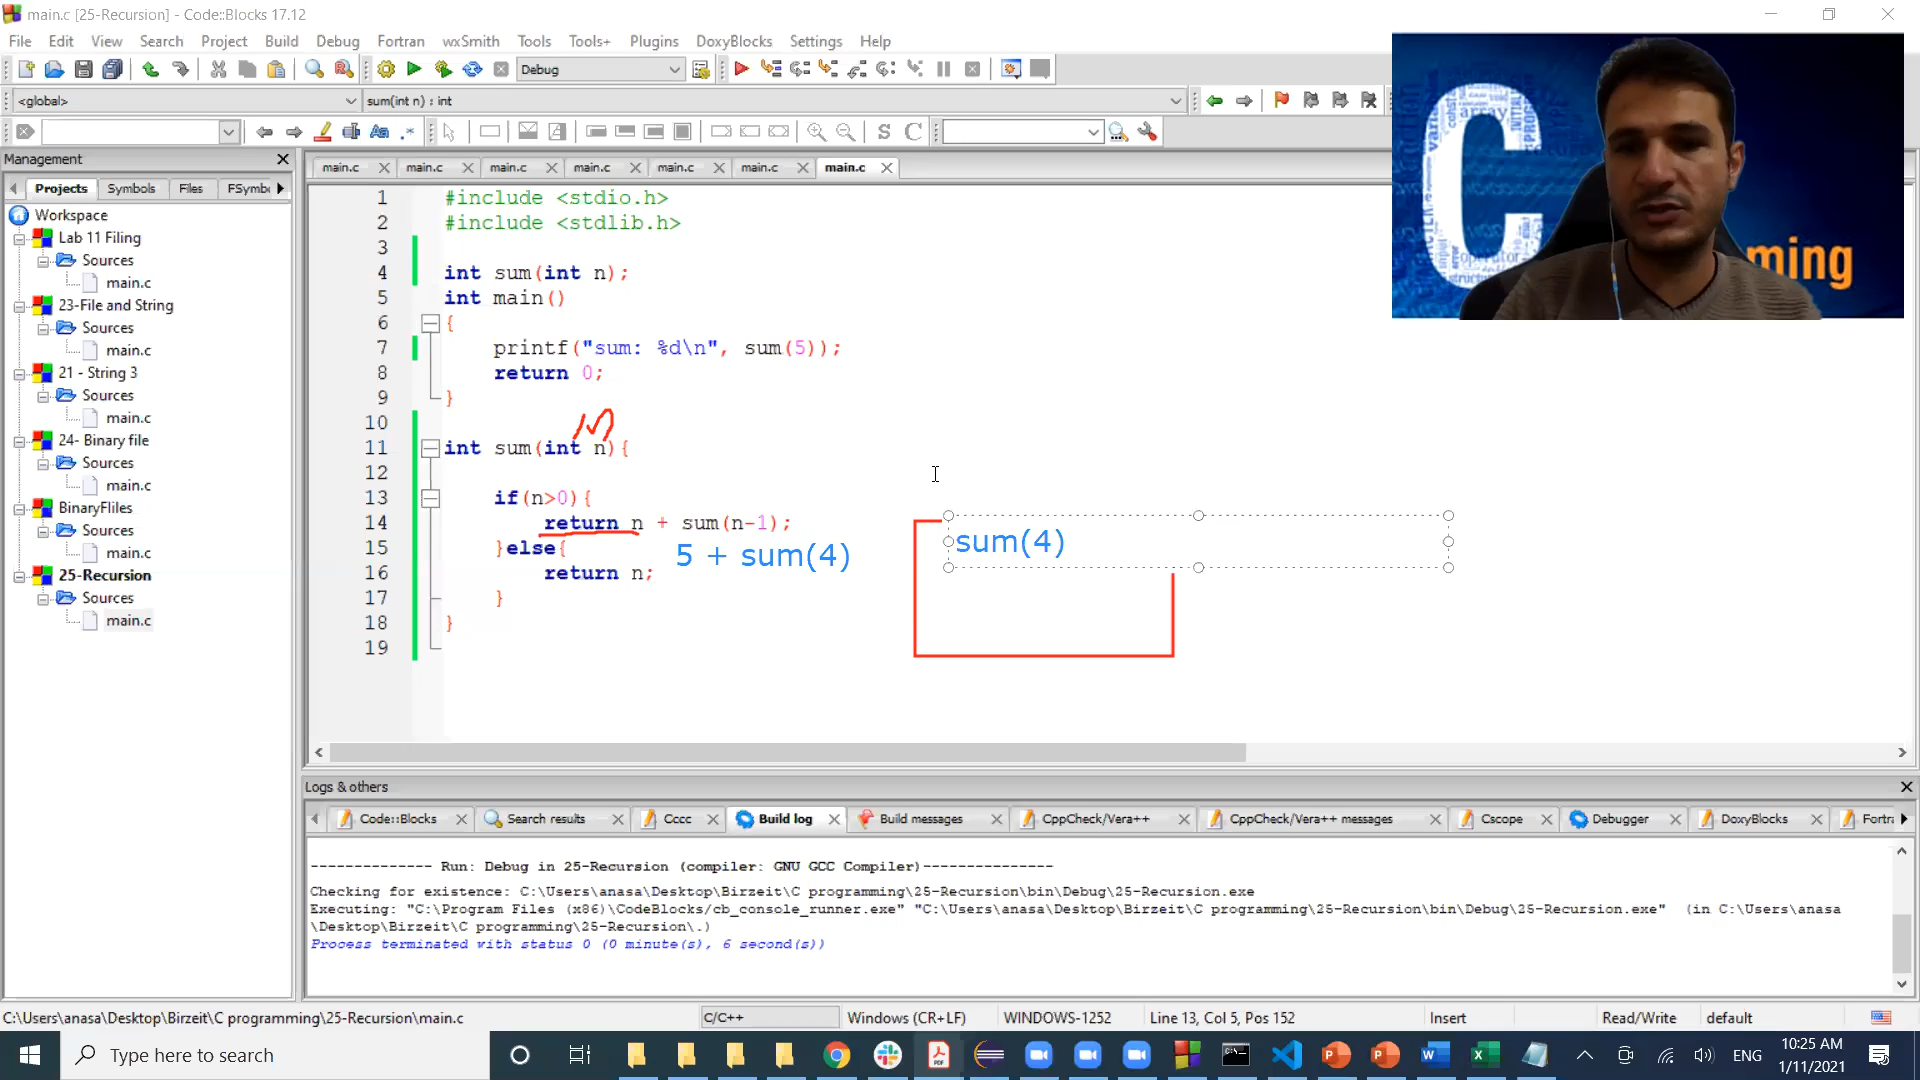 main.c [25-Recursion] - Code::Blocks 17.12
File Edit View Search Project Build Debug Fortran wxSmith Tools Tools+ Plugins DoxyBlocks Settings Help
Debug
<global> sum(int n) : int
Management
Projects Symbols Files FSymb
main.c main.c main.c main.c main.c main.c main.c
Workspace
Lab 11 Filing
Sources
main.c
23-File and String
Sources
main.c
21 - String 3
Sources
main.c
24- Binary file
Sources
main.c
BinaryFIiles
Sources
main.c
25-Recursion
Sources
main.c
1 #include <stdio.h>
2 #include <stdlib.h>
3
4 int sum(int n);
5 int main()
6 {
7 printf("sum: %d\n", sum(5));
8 return 0;
9 }
10
11 int sum(int n){
12
13 if(n>0){
14 return n + sum(n-1);
15 }else{
16 return n;
17 }
18 }
19
5 + sum(4)
sum(4)
C
ming
Logs & others
Code::Blocks Search results Cccc Build log Build messages CppCheck/Vera++ CppCheck/Vera++ messages Cscope Debugger DoxyBlocks Fortra
-------------- Run: Debug in 25-Recursion (compiler: GNU GCC Compiler)---------------
Checking for existence: C:\Users\anasa\Desktop\Birzeit\C programming\25-Recursion\bin\Debug\25-Recursion.exe
Executing: "C:\Program Files (x86)\CodeBlocks/cb_console_runner.exe" "C:\Users\anasa\Desktop\Birzeit\C programming\25-Recursion\bin\Debug\25-Recursion.exe" (in C:\Users\anasa
\Desktop\Birzeit\C programming\25-Recursion\.)
Process terminated with status 0 (0 minute(s), 6 second(s))
C:\Users\anasa\Desktop\Birzeit\C programming\25-Recursion\main.c C/C++ Windows (CR+LF) WINDOWS-1252 Line 13, Col 5, Pos 152 Insert Read/Write default
Type here to search
ENG
10:25 AM
1/11/2021